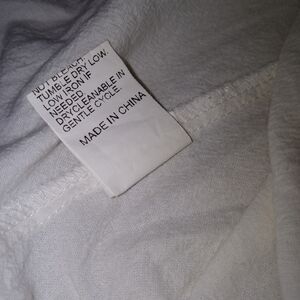 NOT BLEACH.
TUMBLE DRY LOW.
LOW IRON IF
NEEDED
DRYCLEANABLE IN
GENTLE CYCLE.
MADE IN CHINA